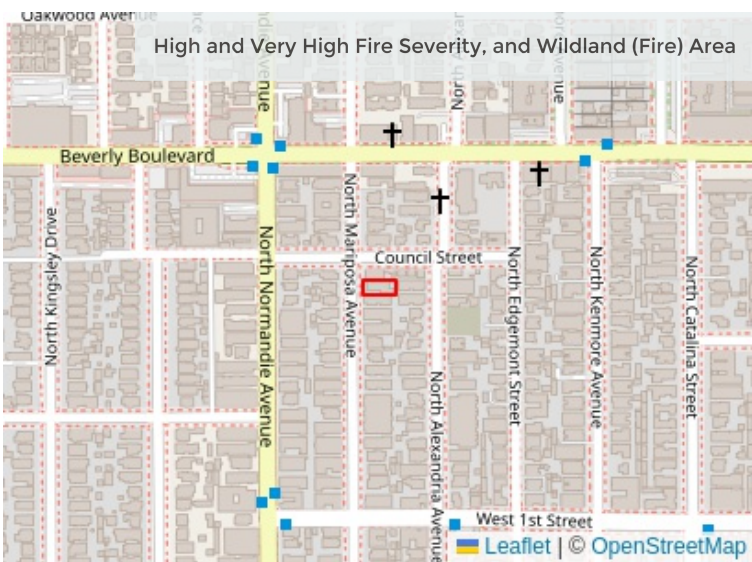 Oakwood Avenue
High and Very High Fire Severity, and Wildland (Fire) Area
Beverly Boulevard
North Kingsley Drive
North Normandie Avenue
North Mariposa Avenue
Council Street
North Alexandria Avenue
North Edgemont Street
North Kenmore Avenue
North Catalina Street
West 1st Street
Leaflet | © OpenStreetMap